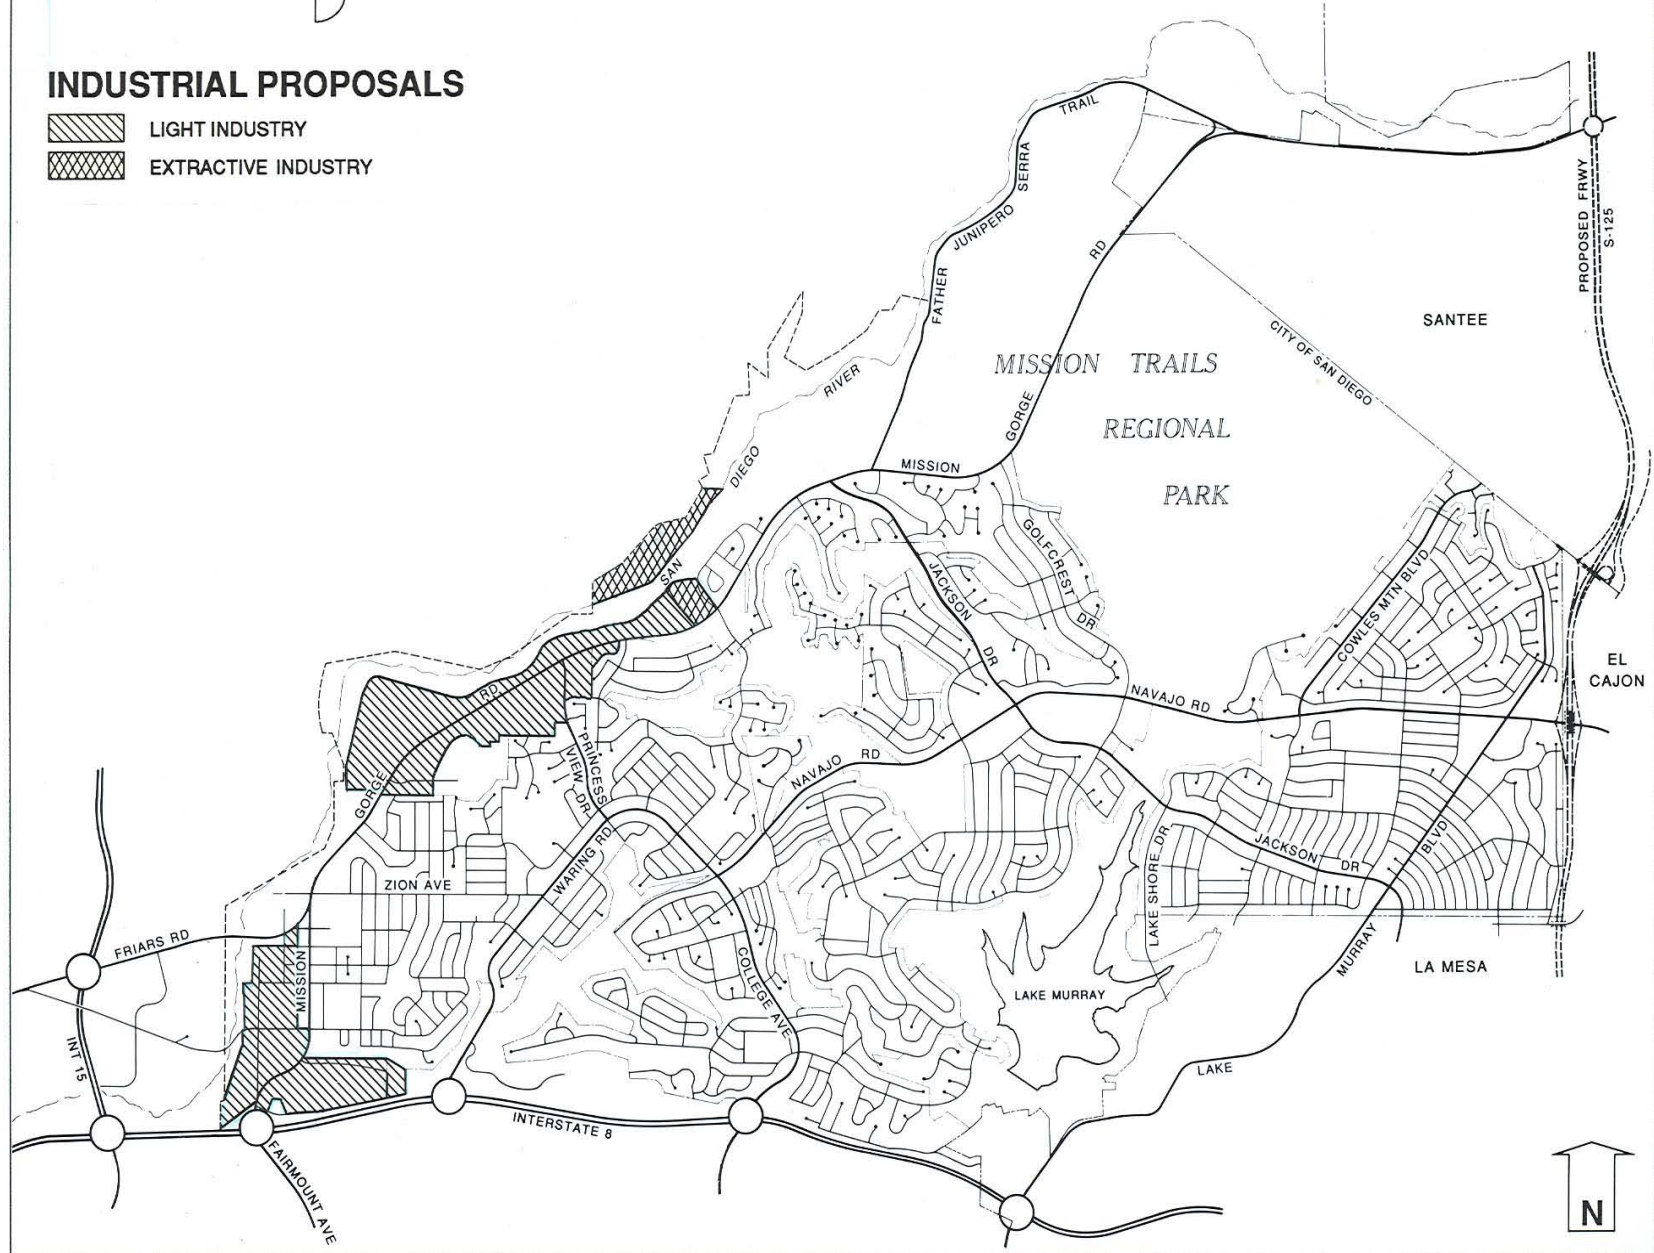 INDUSTRIAL PROPOSALS
LIGHT INDUSTRY
EXTRACTIVE INDUSTRY
TRAIL
SERRA
JUNIPERO
FATHER
RD
PROPOSED FRWY
S-125
SANTEE
CITY OF SAN DIEGO
MISSION TRAILS
REGIONAL
PARK
RIVER
DIEGO
SAN
GORGE
MISSION
GOLFCREST
DR
JACKSON
DR
COWLES MTN BLVD
EL
CAJON
NAVAJO RD
RD
GORGE
PRINCESS
VIEW DR
NAVAJO RD
WARING RD
ZION AVE
JACKSON DR
BLVD
LAKE SHORE DR
FRIARS RD
MISSION
COLLEGE AVE
LAKE MURRAY
MURRAY
LA MESA
INT 15
LAKE
INTERSTATE 8
FAIRMOUNT AVE
N